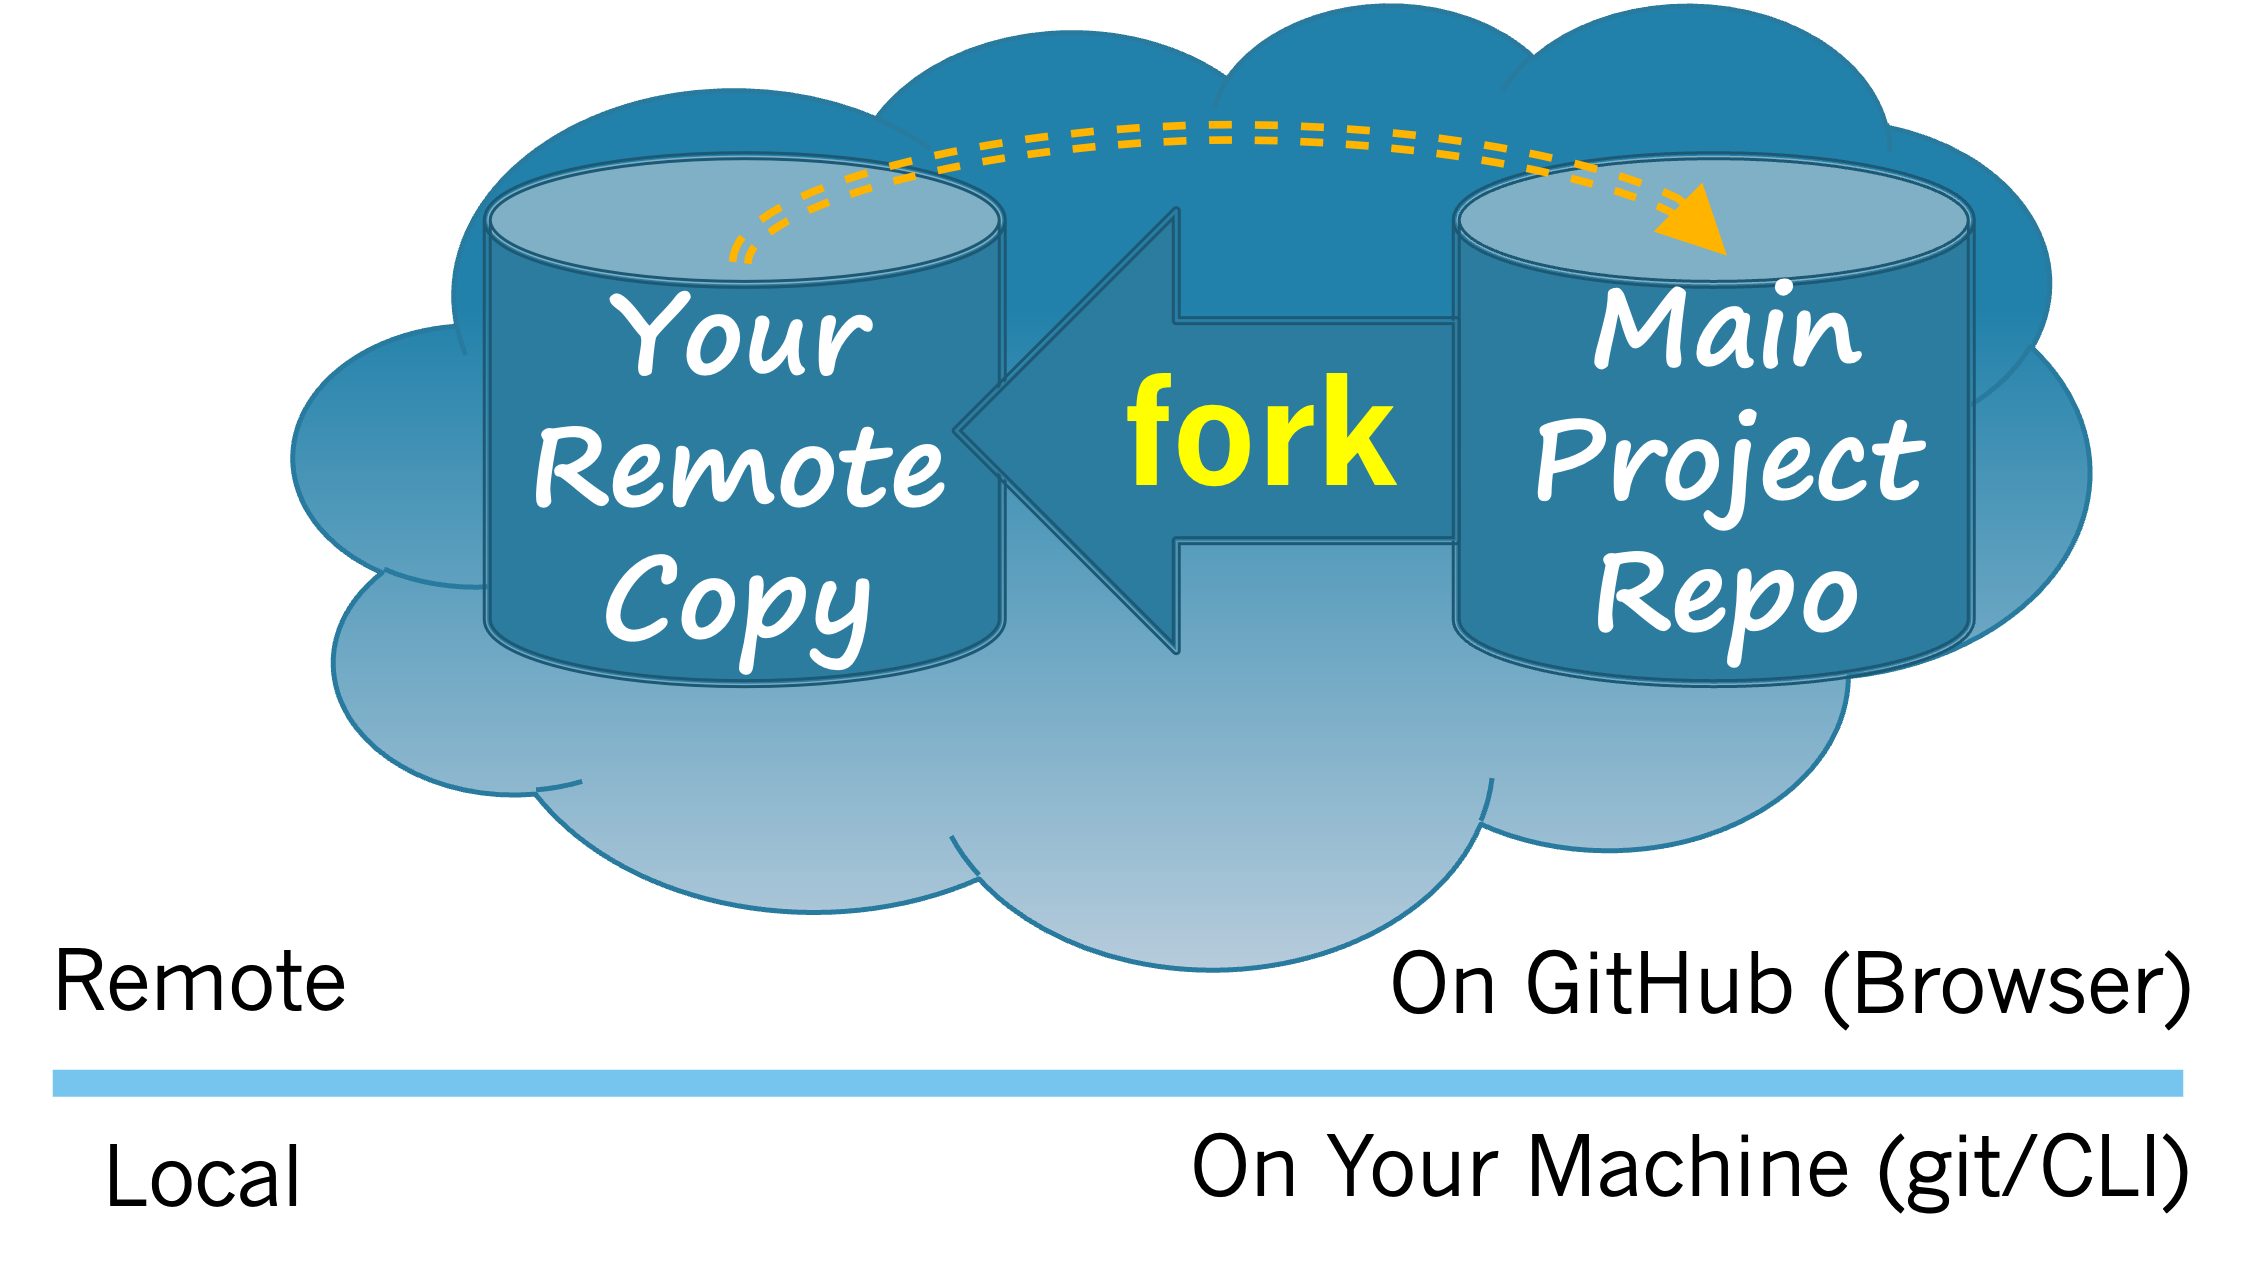 Your
Remote
Copy
fork
Main
Project
Repo
Remote
On GitHub (Browser)
Local
On Your Machine (git/CLI)